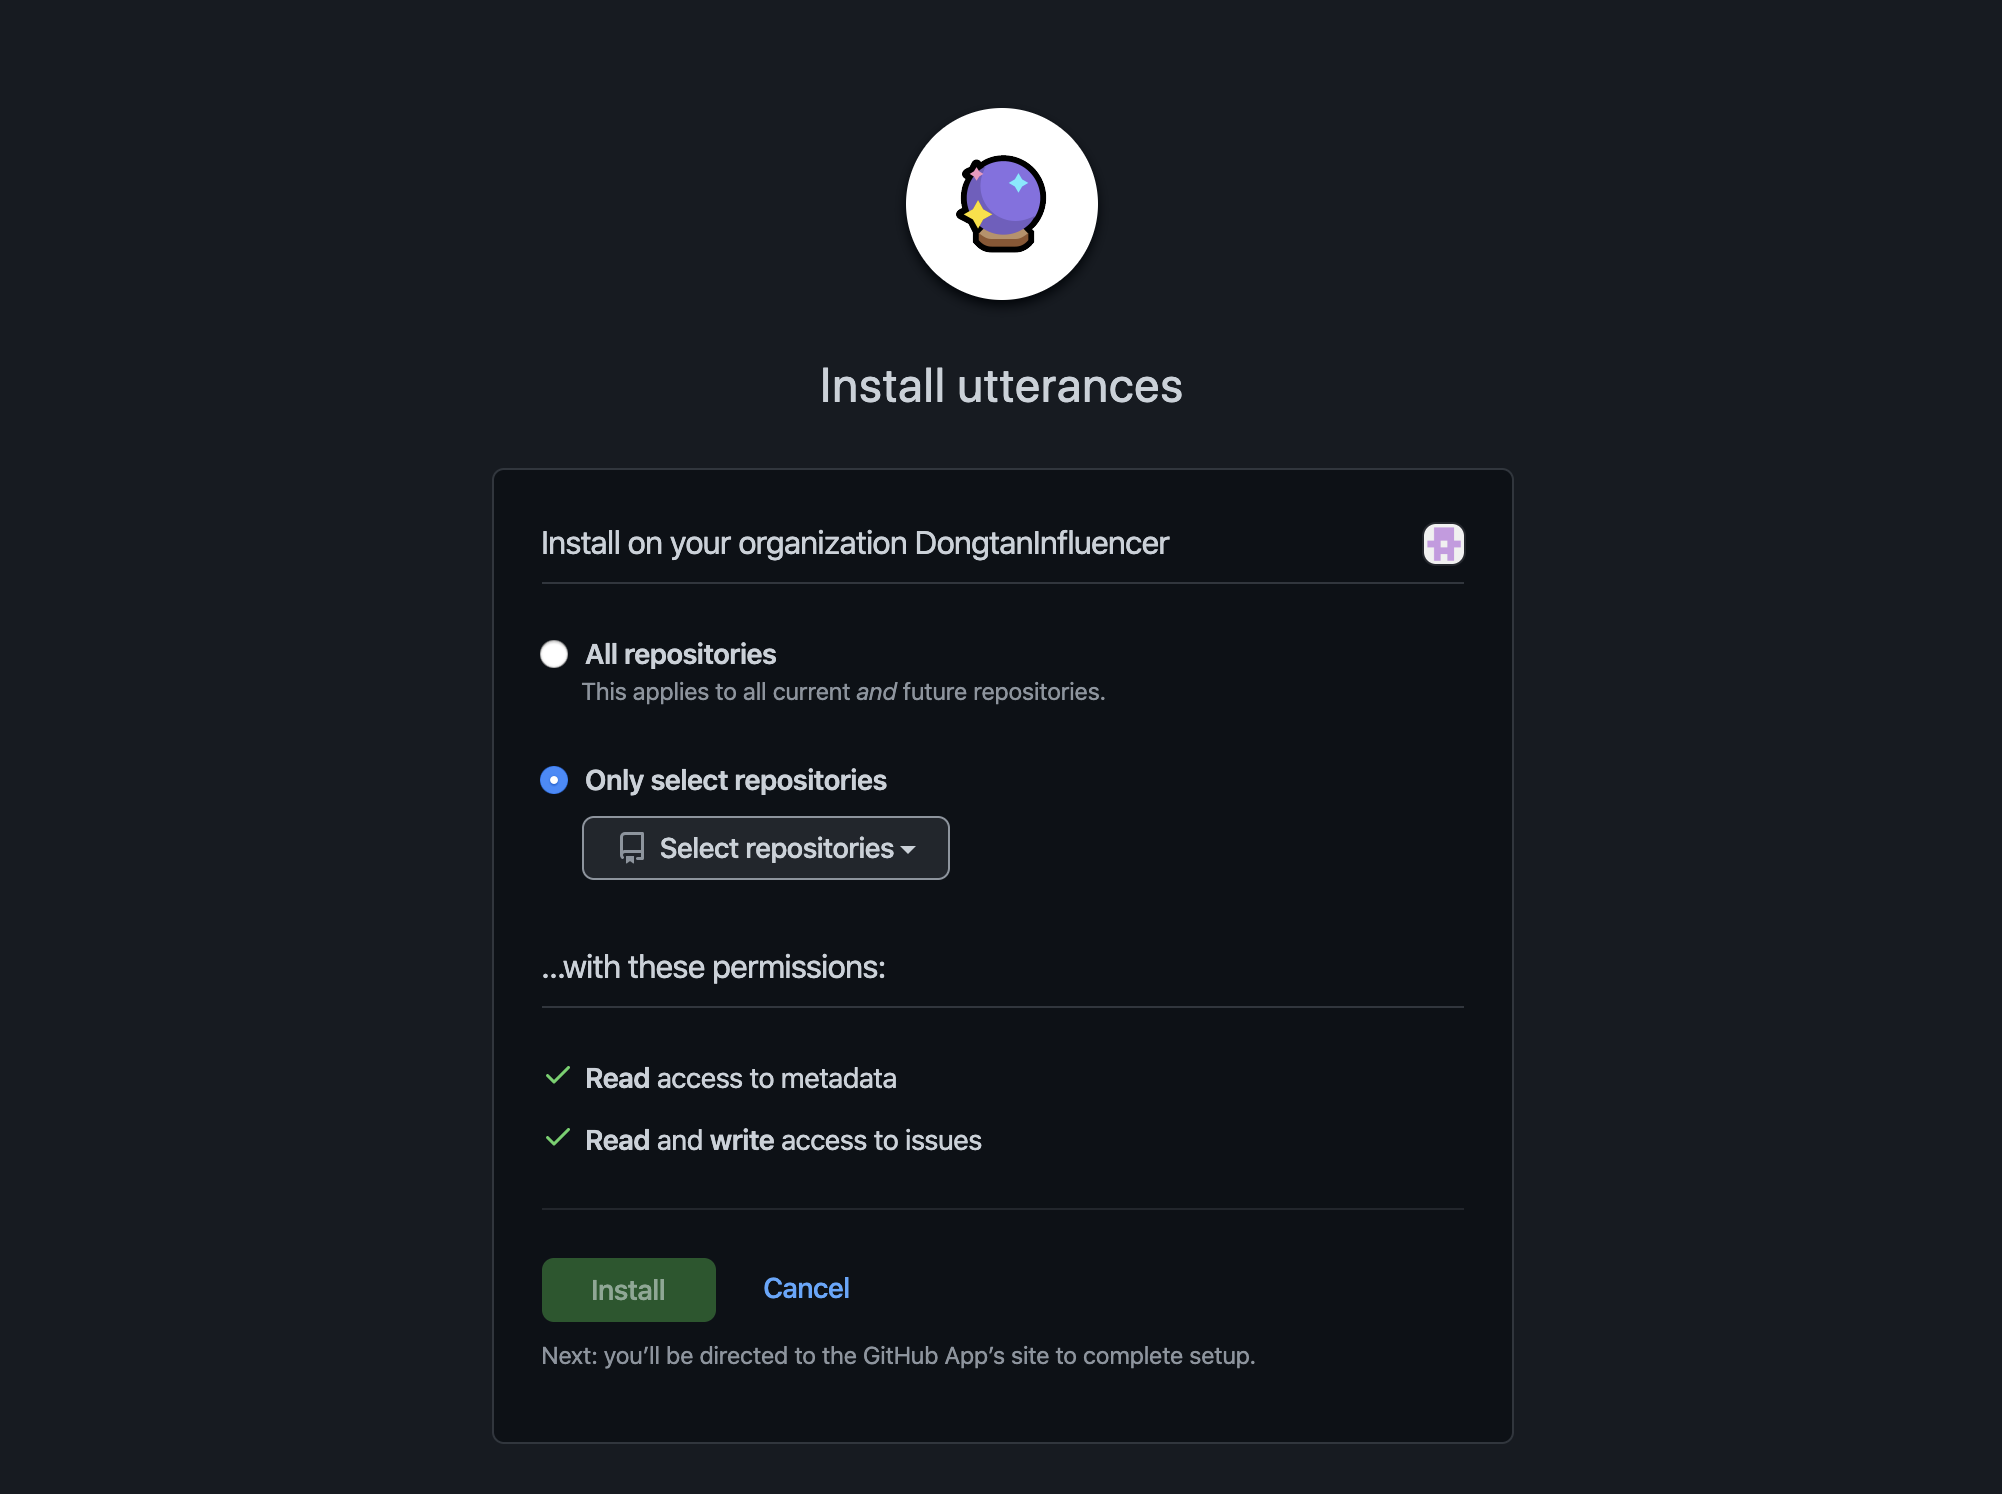 Install utterances
Install on your organization DongtanInfluencer
All repositories
This applies to all current and future repositories.
Only select repositories
Select repositories
...with these permissions:
Read access to metadata
Read and write access to issues
Install
Cancel
Next: you’ll be directed to the GitHub App’s site to complete setup.